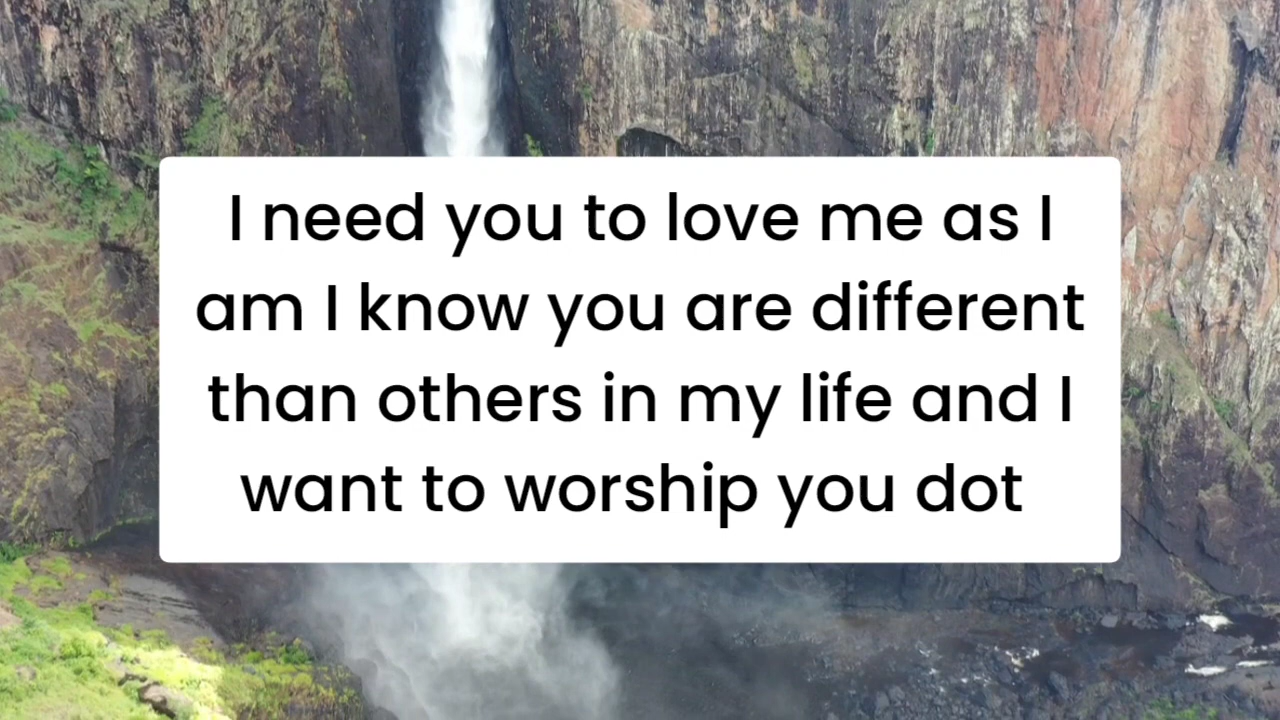 I need you to love me as I
am I know you are different
than others in my life and I
want to worship you dot